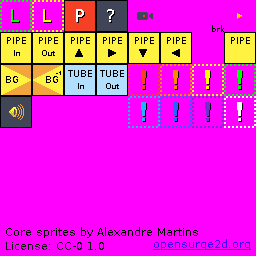 L L P ?
brk
PIPE PIPE PIPE PIPE PIPE PIPE PIPE
In Out
BG BG TUBE TUBE ! ! ! !
In Out
! ! ! !
Core sprites by Alexandre Martins
License: CC-0 1.0 opensurge2d.org